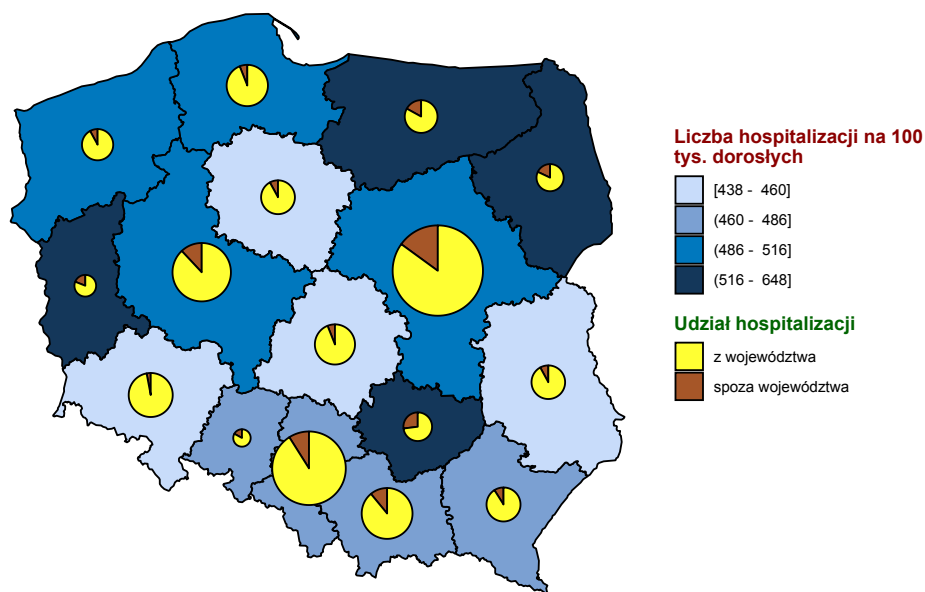 Liczba hospitalizacji na 100
tys. dorosłych
[438 - 460]
(460 - 486]
(486 - 516]
(516 - 648]
Udział hospitalizacji
z województwa
spoza województwa